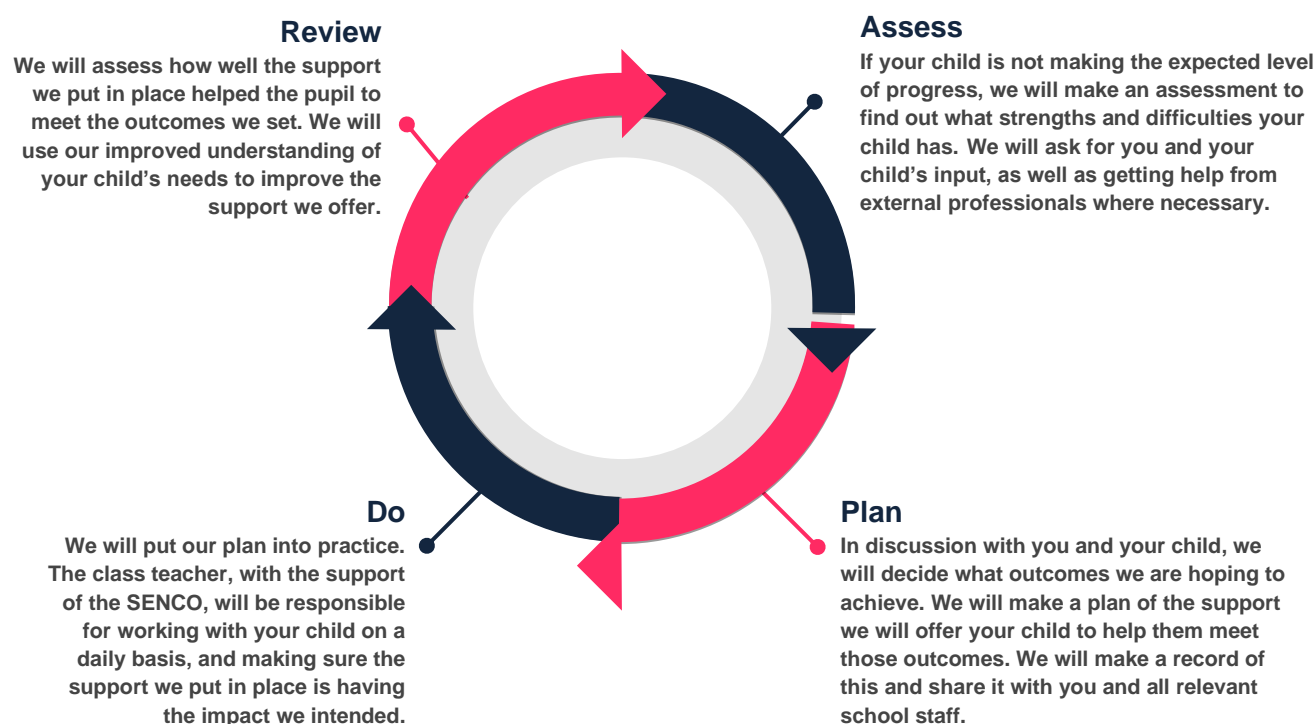 Review
We will assess how well the support
we put in place helped the pupil to
meet the outcomes we set. We will
use our improved understanding of
your child’s needs to improve the
support we offer.
Assess
If your child is not making the expected level
of progress, we will make an assessment to
find out what strengths and difficulties your
child has. We will ask for you and your
child’s input, as well as getting help from
external professionals where necessary.
Do
We will put our plan into practice.
The class teacher, with the support
of the SENCO, will be responsible
for working with your child on a
daily basis, and making sure the
support we put in place is having
the impact we intended.
Plan
In discussion with you and your child, we
will decide what outcomes we are hoping to
achieve. We will make a plan of the support
we will offer your child to help them meet
those outcomes. We will make a record of
this and share it with you and all relevant
school staff.